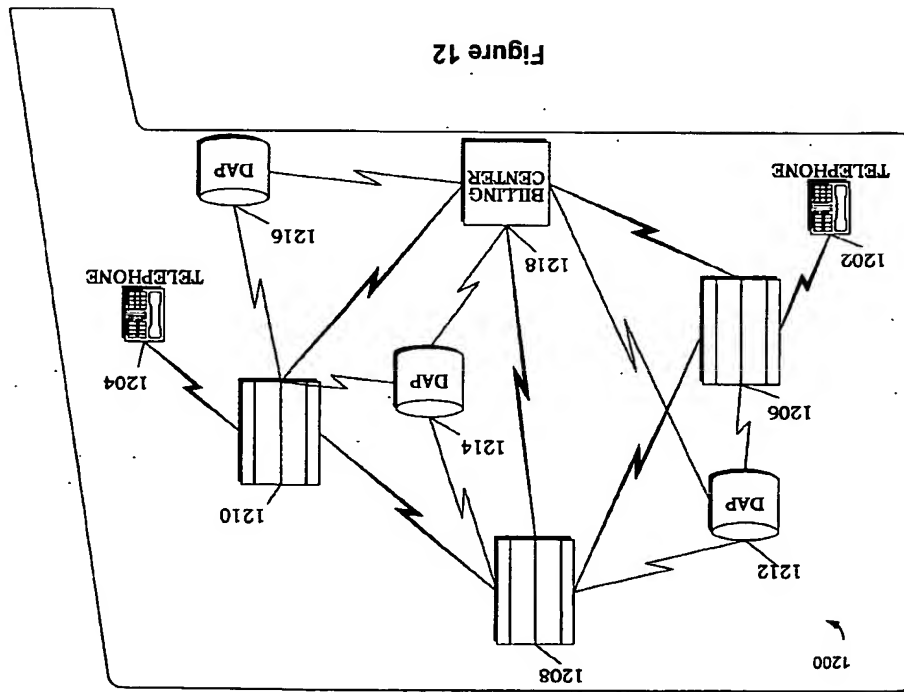 1200
1208
1212
DAP
1210
1214
1206
DAP
1204
TELEPHONE
1202
1218
1216
BILLING
CENTER
TELEPHONE
DAP
Figure 12